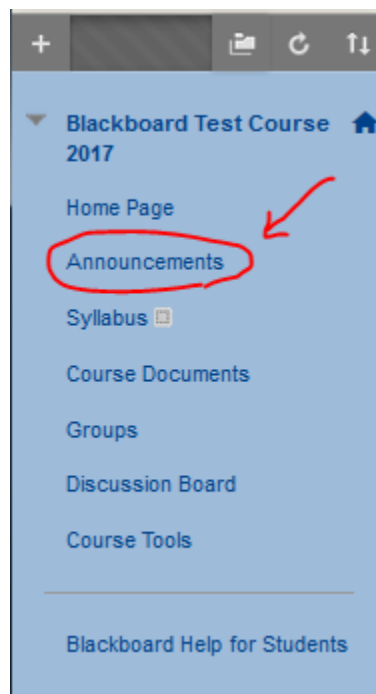 Blackboard Test Course
2017
Home Page
Announcements
Syllabus
Course Documents
Groups
Discussion Board
Course Tools
Blackboard Help for Students